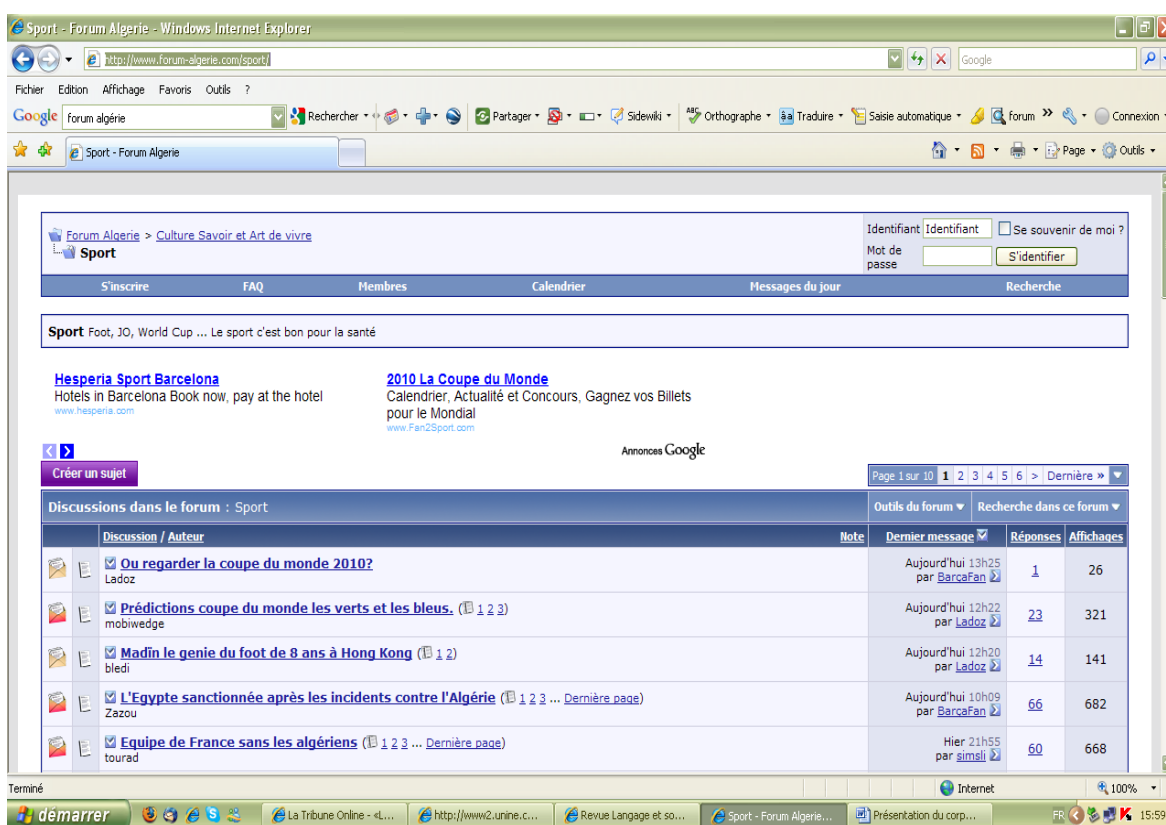 Sport - Forum Algerie - Windows Internet Explorer
http://www.forum-algerie.com/sport/
Google
Fichier Edition Affichage Favoris Outils ?
Google forum algérie Rechercher Partager Sidewiki Orthographe Traduire Saisie automatique forum » Connexion
Sport - Forum Algerie Page Outils
Forum Algerie > Culture Savoir et Art de vivre
Sport
Identifiant Identifiant Se souvenir de moi ?
Mot de passe S'identifier
S'inscrire FAQ Membres Calendrier Messages du jour Recherche
Sport Foot, JO, World Cup ... Le sport c'est bon pour la santé
Hesperia Sport Barcelona
Hotels in Barcelona Book now, pay at the hotel
www.hesperia.com
2010 La Coupe du Monde
Calendrier, Actualité et Concours, Gagnez vos Billets
pour le Mondial
www.Fan2Sport.com
Annonces Google
Créer un sujet
Page 1 sur 10 1 2 3 4 5 6 > Dernière »
Discussions dans le forum : Sport Outils du forum Recherche dans ce forum
Discussion / Auteur Note Dernier message Réponses Affichages
Ou regarder la coupe du monde 2010?
Ladoz
Aujourd'hui 13h25
par BarcaFan
1 26
Prédictions coupe du monde les verts et les bleus. (1 2 3)
mobiwedge
Aujourd'hui 12h22
par Ladoz
23 321
Madïn le genie du foot de 8 ans à Hong Kong (1 2)
bledi
Aujourd'hui 12h20
par Ladoz
14 141
L'Egypte sanctionnée après les incidents contre l'Algérie (1 2 3 ... Dernière page)
Zazou
Aujourd'hui 10h09
par BarcaFan
66 682
Equipe de France sans les algériens (1 2 3 ... Dernière page)
tourad
Hier 21h55
par simsli
60 668
Terminé Internet 100%
démarrer La Tribune Online - «L... http://www2.unine.c... Revue Langage et so... Sport - Forum Algerie... Présentation du corp... FR 15:59